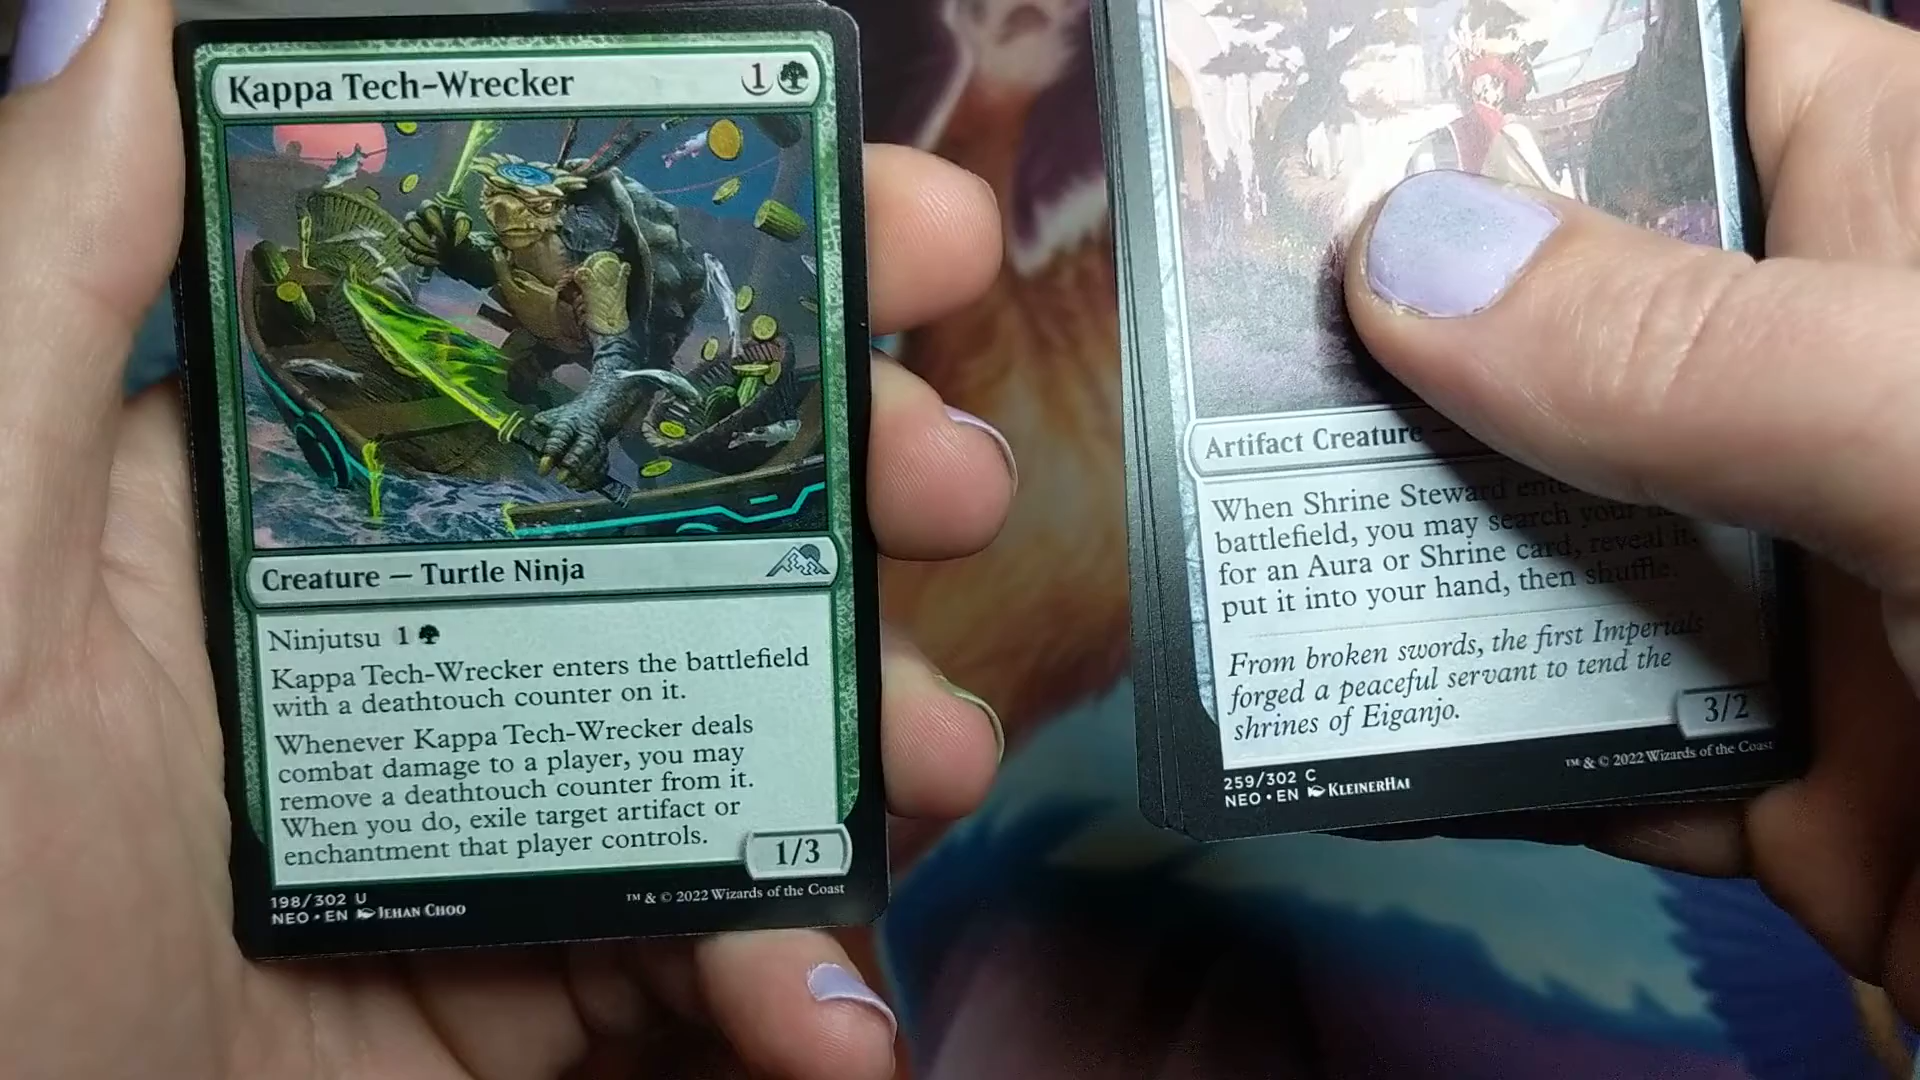 Kappa Tech-Wrecker 1
Creature — Turtle Ninja
Ninjutsu 1
Kappa Tech-Wrecker enters the battlefield
with a deathtouch counter on it.
Whenever Kappa Tech-Wrecker deals
combat damage to a player, you may
remove a deathtouch counter from it.
When you do, exile target artifact or
enchantment that player controls.
1/3
198/302 U
NEO • EN JEHAN CHOO
™ & © 2022 Wizards of the Coast
Artifact Creature —
When Shrine Steward
battlefield, you may search your
for an Aura or Shrine card, reveal it,
put it into your hand, then shuffle.
From broken swords, the first Imperials
forged a peaceful servant to tend the
shrines of Eiganjo.
3/2
259/302 C
NEO • EN KLEINERHAI
™ & © 2022 Wizards of the Coast